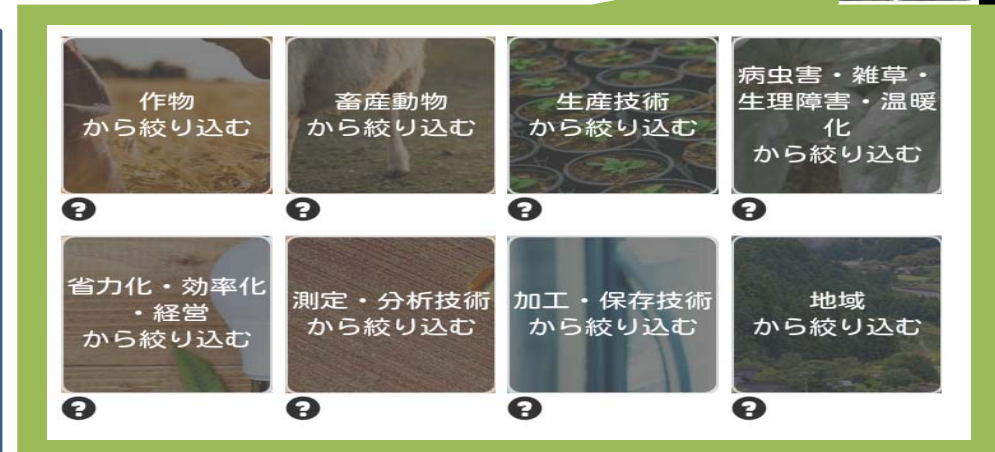 作物
から絞り込む
畜産動物
から絞り込む
生産技術
から絞り込む
病虫害・雑草・
生理障害・温暖
化
から絞り込む
?
?
?
?
省力化・効率化
・経営
から絞り込む
測定・分析技術
から絞り込む
加工・保存技術
から絞り込む
地域
から絞り込む
?
?
?
?